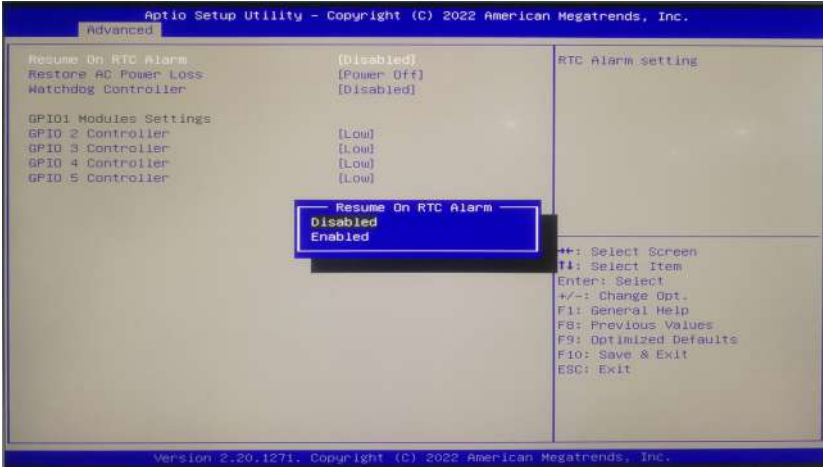 Aptio Setup Utility – Copyright (C) 2022 American Megatrends, Inc.
Advanced
Resume On RTC Alarm [Disabled]
Restore AC Power Loss [Power Off]
Watchdog Controller [Disabled]
GPIO1 Modules Settings
GPIO 2 Controller [Low]
GPIO 3 Controller [Low]
GPIO 4 Controller [Low]
GPIO 5 Controller [Low]
Resume On RTC Alarm
Disabled
Enabled
RTC Alarm setting
→←: Select Screen
↑↓: Select Item
Enter: Select
+/-: Change Opt.
F1: General Help
F8: Previous Values
F9: Optimized Defaults
F10: Save & Exit
ESC: Exit
Version 2.20.1271. Copyright (C) 2022 American Megatrends, Inc.